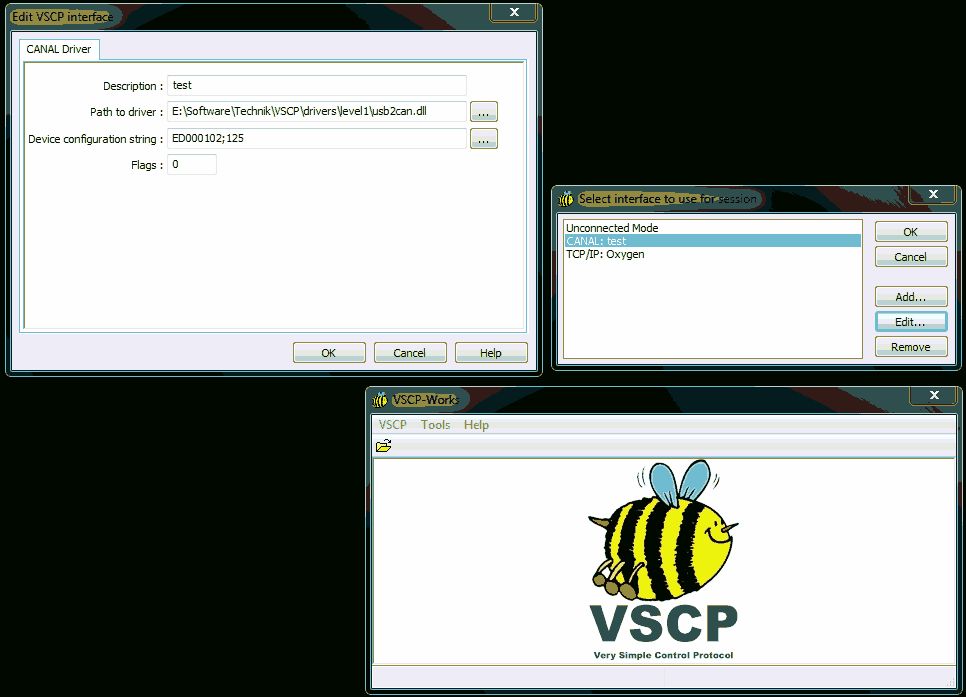 Edit VSCP interface
X
CANAL Driver
Description : test
Path to driver : E:\Software\Technik\VSCP\drivers\level1\usb2can.dll ...
Device configuration string : ED000102;125 ...
Flags : 0
OK Cancel Help
Select interface to use for session
X
Unconnected Mode
CANAL: test
TCP/IP: Oxygen
OK
Cancel
Add...
Edit...
Remove
VSCP-Works
X
VSCP Tools Help
VSCP
Very Simple Control Protocol